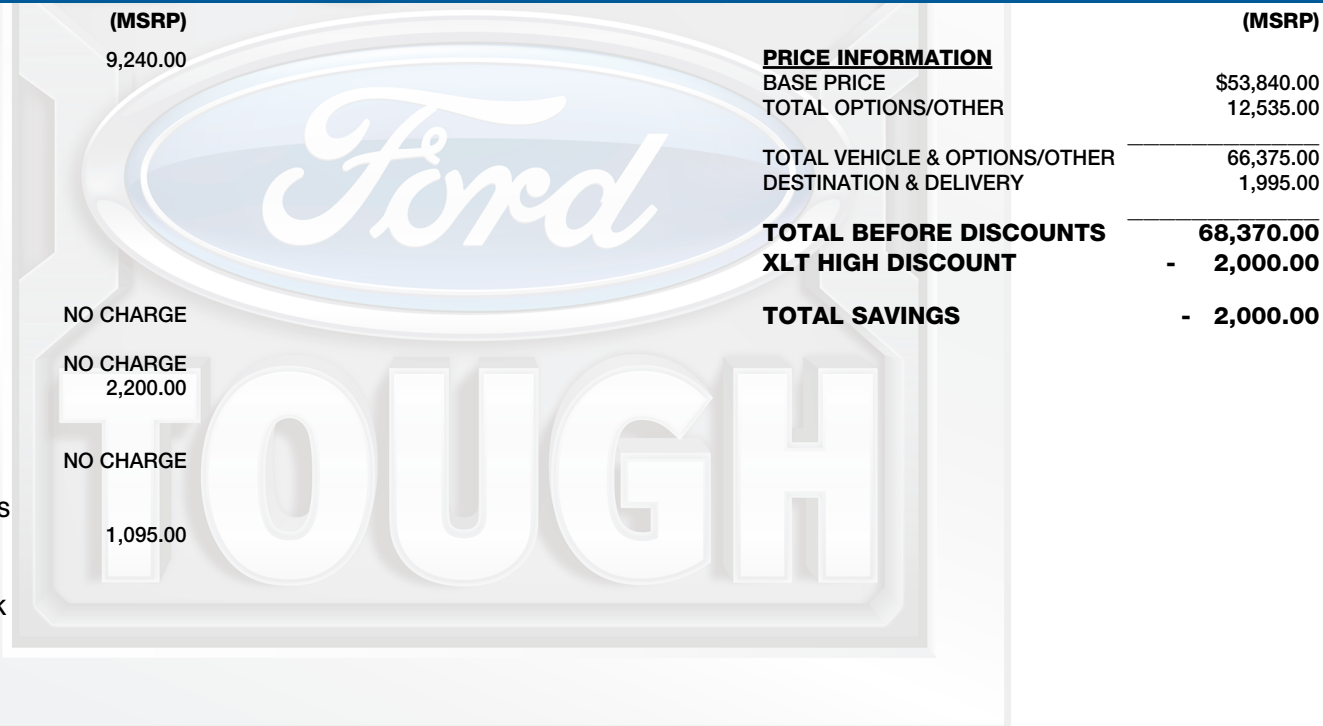 (MSRP)
9,240.00
NO CHARGE
NO CHARGE
2,200.00
NO CHARGE
S
1,095.00
K
Ford
TOUGH
(MSRP)
PRICE INFORMATION
BASE PRICE $53,840.00
TOTAL OPTIONS/OTHER 12,535.00
TOTAL VEHICLE & OPTIONS/OTHER 66,375.00
DESTINATION & DELIVERY 1,995.00
TOTAL BEFORE DISCOUNTS 68,370.00
XLT HIGH DISCOUNT - 2,000.00
TOTAL SAVINGS - 2,000.00